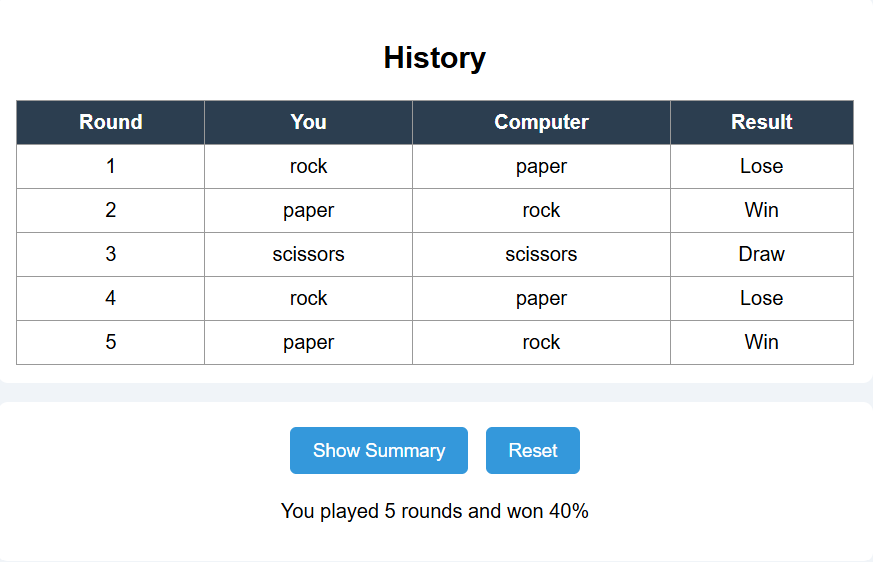 History
Round You Computer Result
1 rock paper Lose
2 paper rock Win
3 scissors scissors Draw
4 rock paper Lose
5 paper rock Win
Show Summary Reset
You played 5 rounds and won 40%